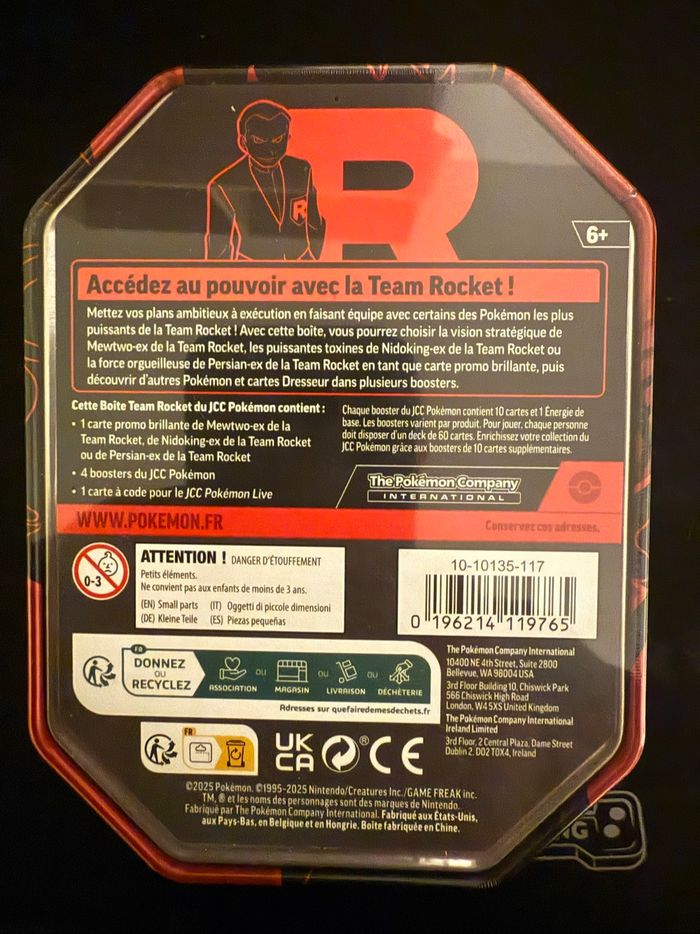 R
R
6+
Accédez au pouvoir avec la Team Rocket !
Mettez vos plans ambitieux à exécution en faisant équipe avec certains des Pokémon les plus
puissants de la Team Rocket ! Avec cette boîte, vous pourrez choisir la vision stratégique de
Mewtwo-ex de la Team Rocket, les puissantes toxines de Nidoking-ex de la Team Rocket ou
la force orgueilleuse de Persian-ex de la Team Rocket en tant que carte promo brillante, puis
découvrir d'autres Pokémon et cartes Dresseur dans plusieurs boosters.
Cette Boîte Team Rocket du JCC Pokémon contient :
• 1 carte promo brillante de Mewtwo-ex de la
Team Rocket, de Nidoking-ex de la Team Rocket
ou de Persian-ex de la Team Rocket
• 4 boosters du JCC Pokémon
• 1 carte à code pour le JCC Pokémon Live
Chaque booster du JCC Pokémon contient 10 cartes et 1 Énergie de
base. Les boosters varient par produit. Pour jouer, chaque personne
doit disposer d'un deck de 60 cartes. Enrichissez votre collection du
JCC Pokémon grâce aux boosters de 10 cartes supplémentaires.
The Pokémon Company
INTERNATIONAL
WWW.POKEMON.FR
Conservez ces adresses.
0-3
ATTENTION ! DANGER D'ÉTOUFFEMENT
Petits éléments.
Ne convient pas aux enfants de moins de 3 ans.
(EN) Small parts (IT) Oggetti di piccole dimensioni
(DE) Kleine Teile (ES) Piezas pequeñas
10-10135-117
0 196214 119765
FR
DONNEZ
OU
RECYCLEZ
ASSOCIATION OU MAGASIN OU LIVRAISON OU DÉCHÈTERIE
Adresses sur quefairedemesdechets.fr
The Pokémon Company International
10400 NE 4th Street, Suite 2800
Bellevue, WA 98004 USA
3rd Floor Building 10, Chiswick Park
566 Chiswick High Road
London, W4 5XS United Kingdom
The Pokémon Company International
Ireland Limited
3rd Floor, 2 Central Plaza, Dame Street
Dublin 2, D02 T0X4, Ireland
FR
UK
CA
CE
©2025 Pokémon. ©1995-2025 Nintendo/Creatures Inc./GAME FREAK inc.
TM, ® et les noms des personnages sont des marques de Nintendo.
Fabriqué par The Pokémon Company International. Fabriqué aux États-Unis,
aux Pays-Bas, en Belgique et en Hongrie. Boîte fabriquée en Chine.